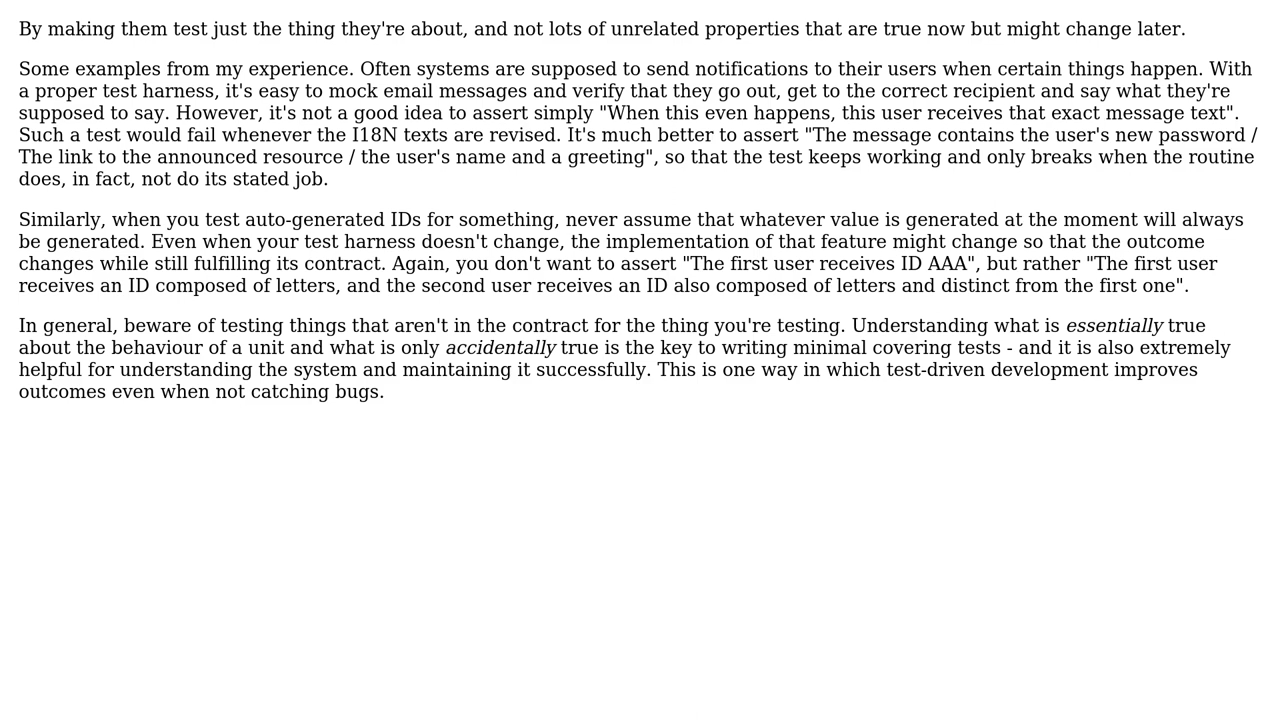 By making them test just the thing they're about, and not lots of unrelated properties that are true now but might change later.
Some examples from my experience. Often systems are supposed to send notifications to their users when certain things happen. With
a proper test harness, it's easy to mock email messages and verify that they go out, get to the correct recipient and say what they're
supposed to say. However, it's not a good idea to assert simply "When this even happens, this user receives that exact message text".
Such a test would fail whenever the I18N texts are revised. It's much better to assert "The message contains the user's new password /
The link to the announced resource / the user's name and a greeting", so that the test keeps working and only breaks when the routine
does, in fact, not do its stated job.
Similarly, when you test auto-generated IDs for something, never assume that whatever value is generated at the moment will always
be generated. Even when your test harness doesn't change, the implementation of that feature might change so that the outcome
changes while still fulfilling its contract. Again, you don't want to assert "The first user receives ID AAA", but rather "The first user
receives an ID composed of letters, and the second user receives an ID also composed of letters and distinct from the first one".
In general, beware of testing things that aren't in the contract for the thing you're testing. Understanding what is essentially true
about the behaviour of a unit and what is only accidentally true is the key to writing minimal covering tests - and it is also extremely
helpful for understanding the system and maintaining it successfully. This is one way in which test-driven development improves
outcomes even when not catching bugs.